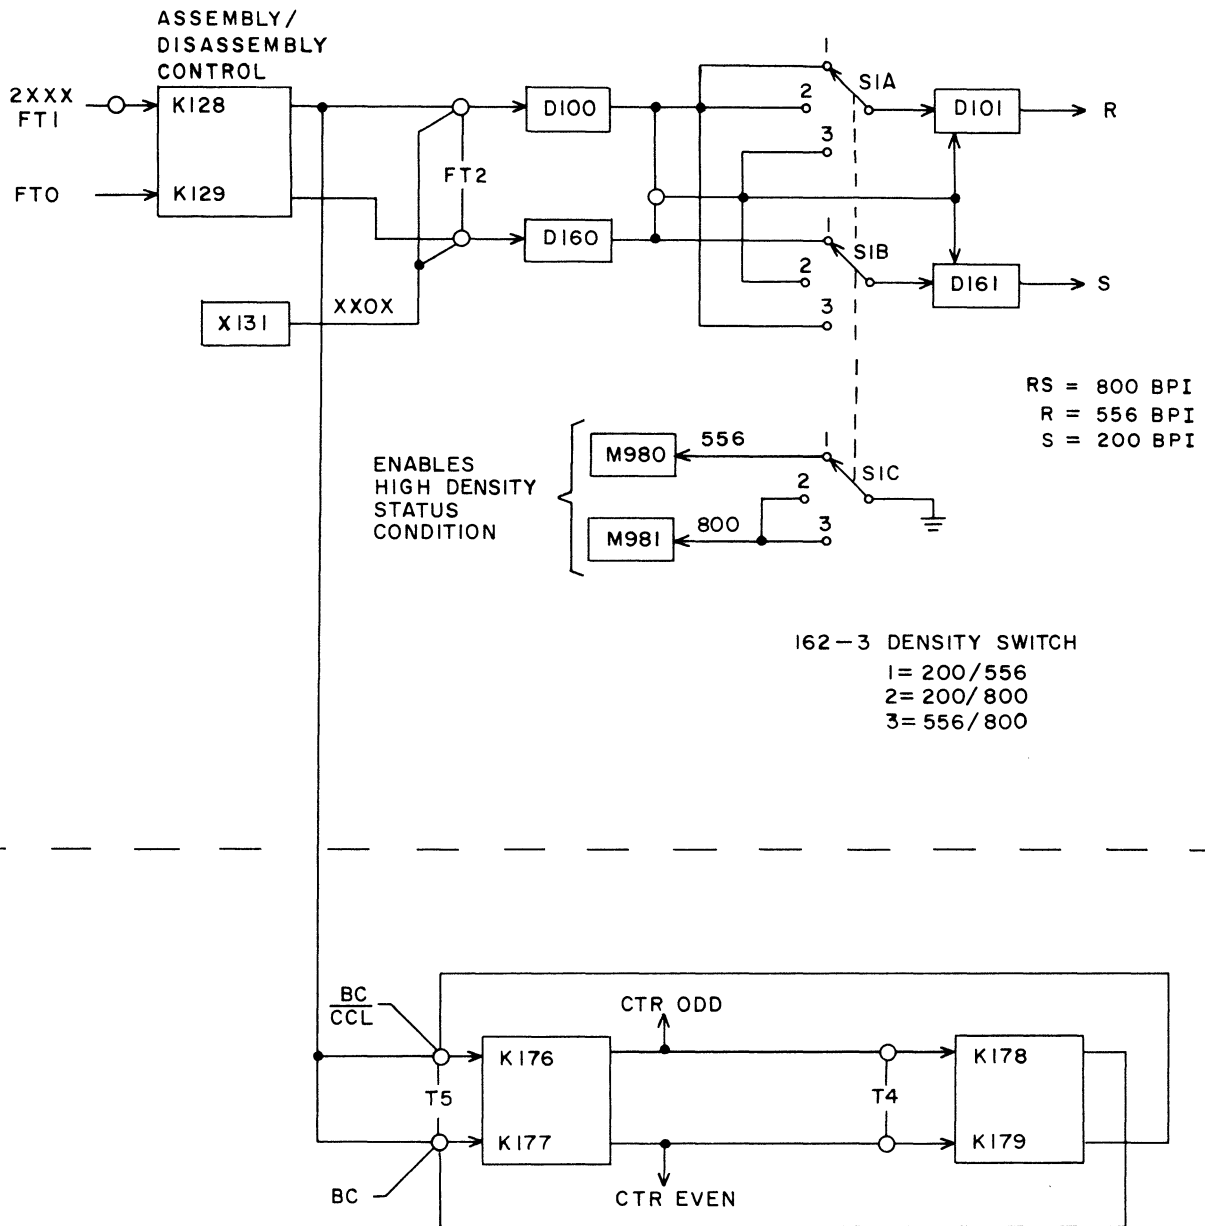 ASSEMBLY/
DISASSEMBLY
CONTROL
2XXX
FT1
K128
FT0
K129
FT2
D100
D160
X131
XX0X
1
2
3
S1A
D101
R
1
2
3
S1B
D161
S
RS = 800 BPI
R = 556 BPI
S = 200 BPI
ENABLES
HIGH DENSITY
STATUS
CONDITION
M980
556
M981
800
1
2
3
S1C
162-3 DENSITY SWITCH
1= 200/556
2= 200/800
3= 556/800
BC
CCL
T5
BC
K176
K177
CTR ODD
CTR EVEN
T4
K178
K179